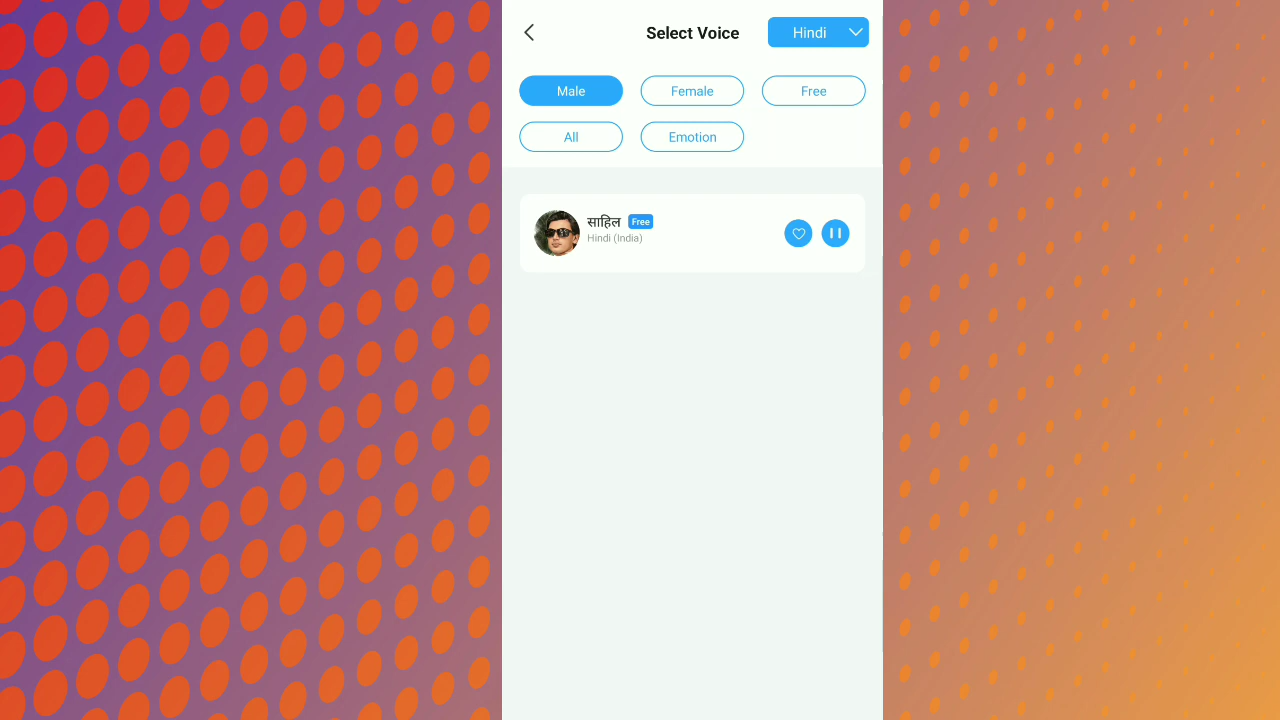 Select Voice
Hindi
Male
Female
Free
All
Emotion
साहिल Free
Hindi (India)